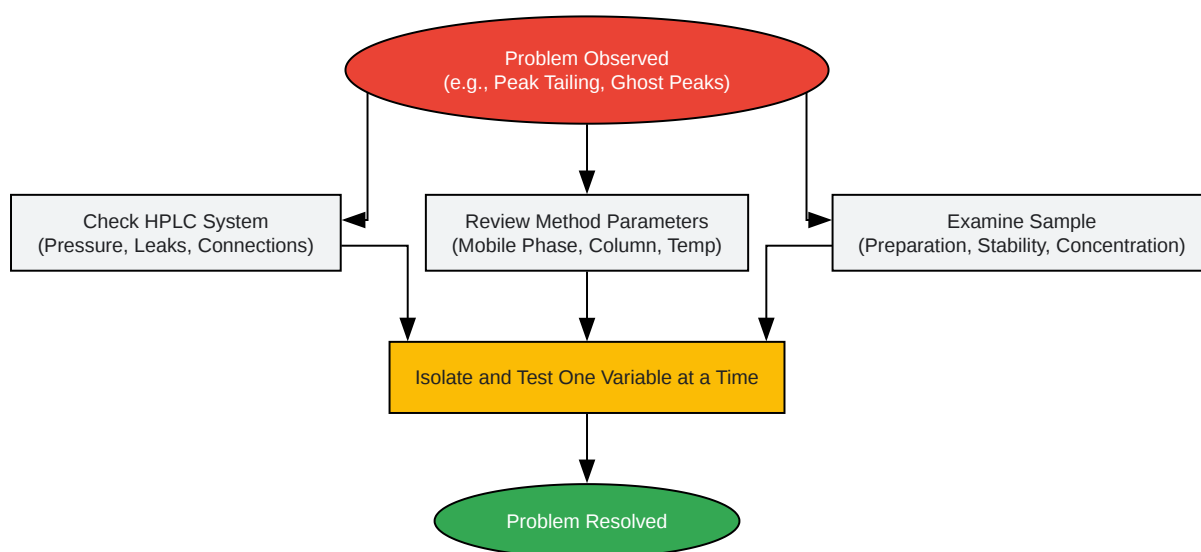 Problem Observed
(e.g., Peak Tailing, Ghost Peaks)
Check HPLC System
(Pressure, Leaks, Connections)
Review Method Parameters
(Mobile Phase, Column, Temp)
Examine Sample
(Preparation, Stability, Concentration)
Isolate and Test One Variable at a Time
Problem Resolved